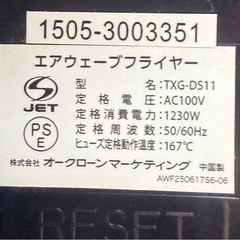 1505-3003351
エアウェーブフライヤー
型名:TXG-DS11
定格電圧:AC100V
定格消費電力:1230W
定格周波数:50/60Hz
ヒューズ定格動作温度:167℃
S JET
PS E
株式会社 オークローンマーケティング 中国製
AWF250617S6-06
RESET